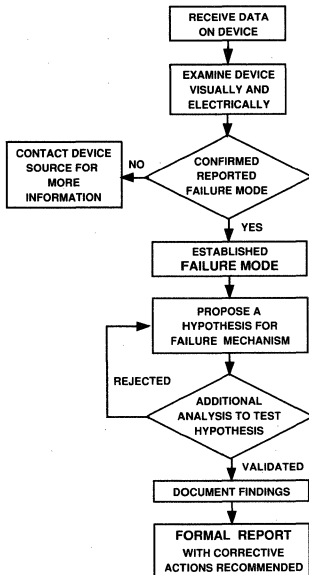 RECEIVE DATA
ON DEVICE
EXAMINE DEVICE
VISUALLY AND
ELECTRICALLY
CONTACT DEVICE
SOURCE FOR
MORE
INFORMATION
NO
CONFIRMED
REPORTED
FAILURE MODE
YES
ESTABLISHED
FAILURE MODE
PROPOSE A
HYPOTHESIS FOR
FAILURE MECHANISM
REJECTED
ADDITIONAL
ANALYSIS TO TEST
HYPOTHESIS
VALIDATED
DOCUMENT FINDINGS
FORMAL REPORT
WITH CORRECTIVE
ACTIONS RECOMMENDED